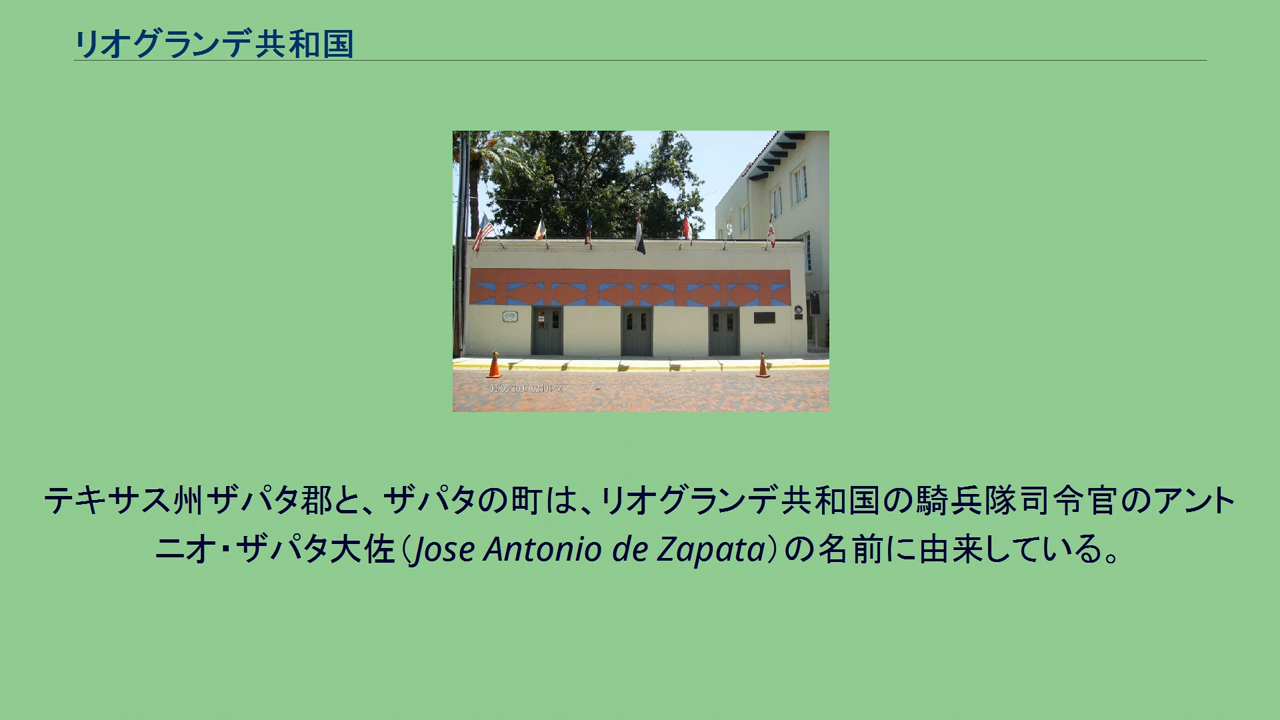 リオグランデ共和国
テキサス州ザパタ郡と、ザパタの町は、リオグランデ共和国の騎兵隊司令官のアント
ニオ・ザパタ大佐（Jose Antonio de Zapata）の名前に由来している。